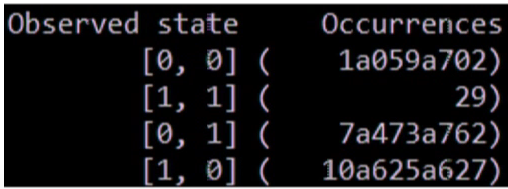 Observed state Occurrences
[0, 0] ( 1a059a702)
[1, 1] ( 29)
[0, 1] ( 7a473a762)
[1, 0] ( 10a625a627)